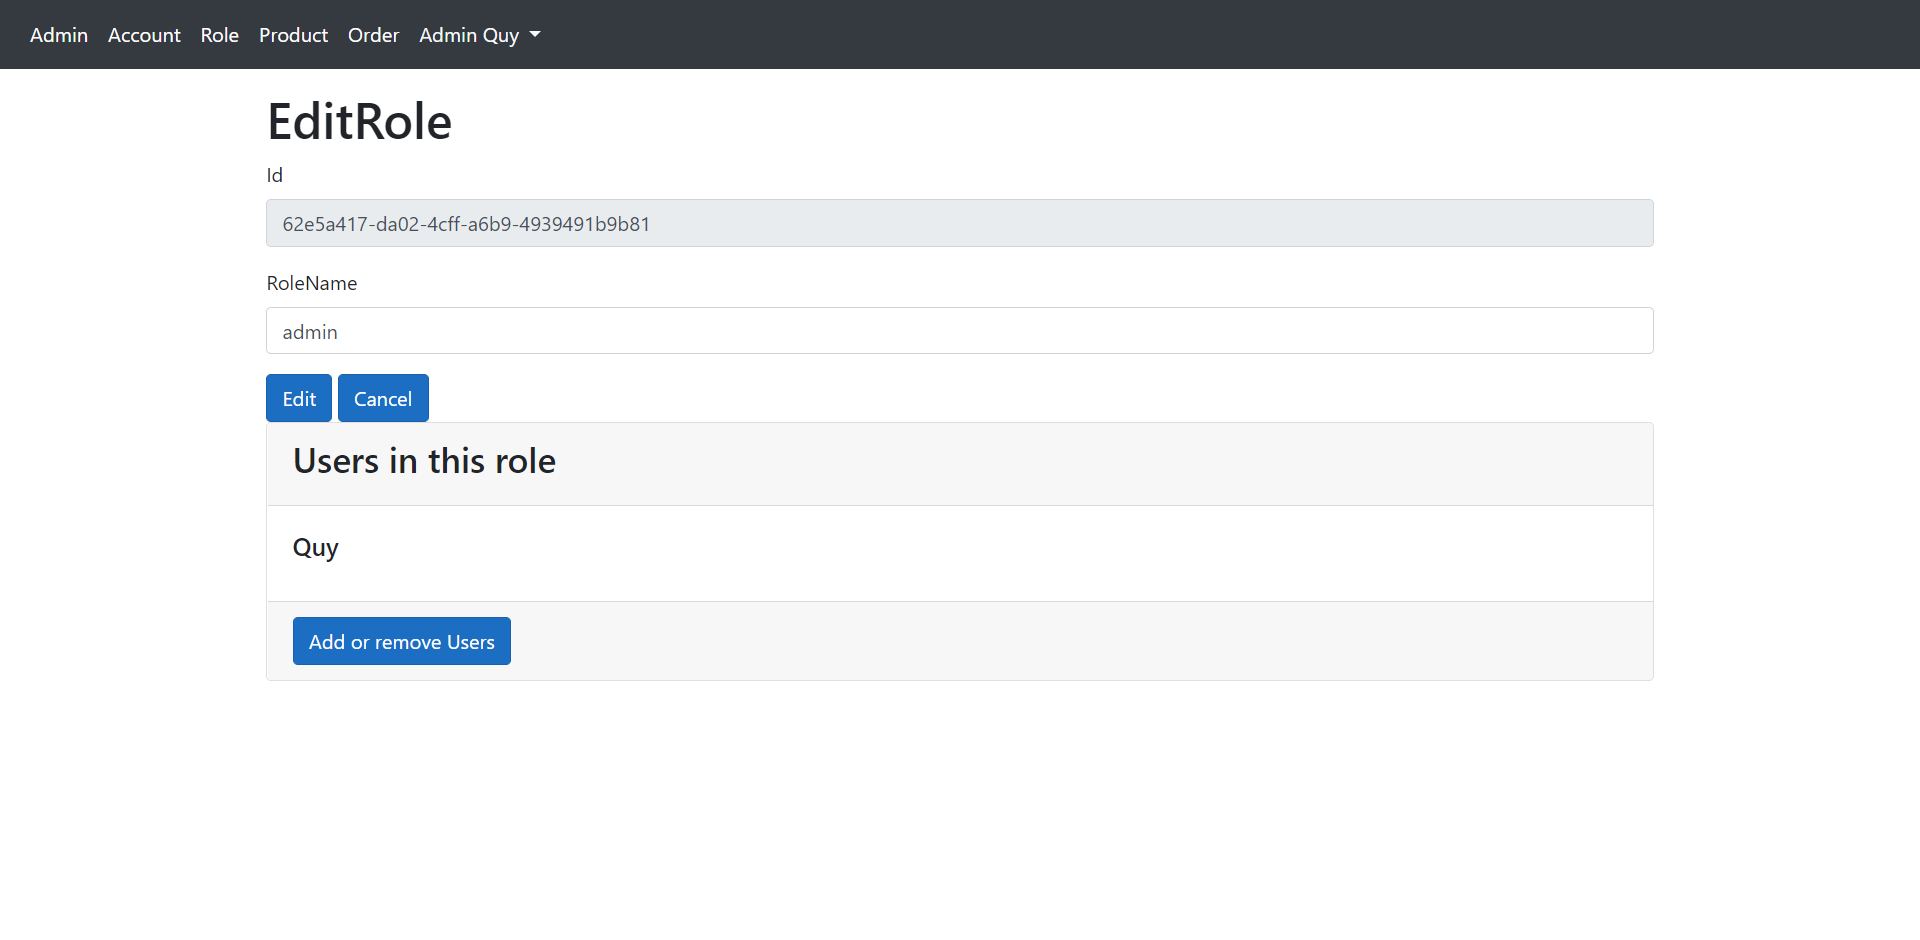 Admin Account Role Product Order Admin Quy
EditRole
Id
62e5a417-da02-4cff-a6b9-4939491b9b81
RoleName
admin
Edit Cancel
Users in this role
Quy
Add or remove Users